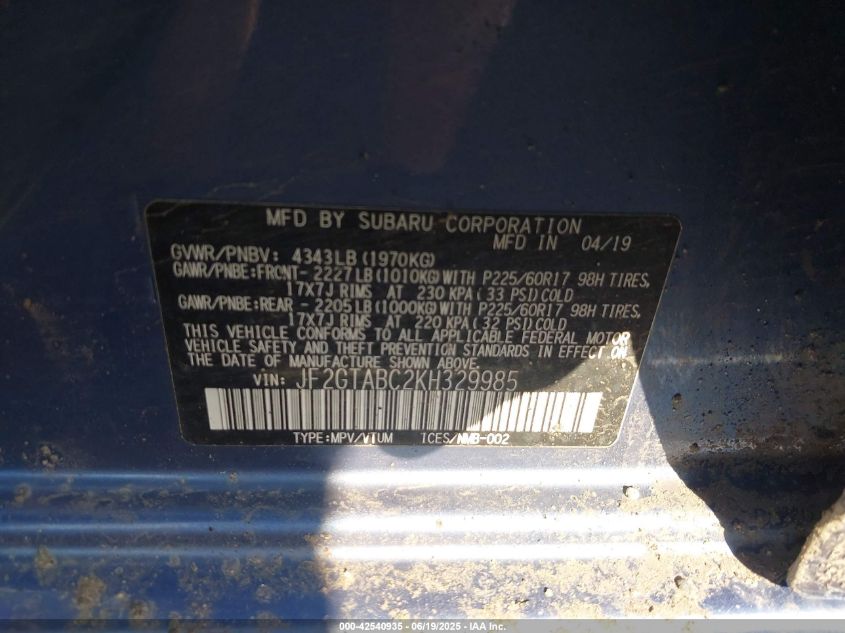 MFD BY SUBARU CORPORATION
MFD IN 04/19
GVWR/PNBV: 4343LB (1970KG)
GAWR/PNBE:FRONT- 2227LB (1010KG) WITH P225/60R17 98H TIRES,
17X7J RIMS AT 230 KPA (33 PSI) COLD
GAWR/PNBE:REAR - 2205LB (1000KG) WITH P225/60R17 98H TIRES,
17X7J RIMS AT 220 KPA (32 PSI) COLD
THIS VEHICLE CONFORMS TO ALL APPLICABLE FEDERAL MOTOR
VEHICLE SAFETY AND THEFT PREVENTION STANDARDS IN EFFECT ON
THE DATE OF MANUFACTURE SHOWN ABOVE.
VIN: JF2GTABC2KH329985
TYPE:MPV/VTUM ICES/NMB-002
000-42540935 - 06/19/2025 - IAA Inc.